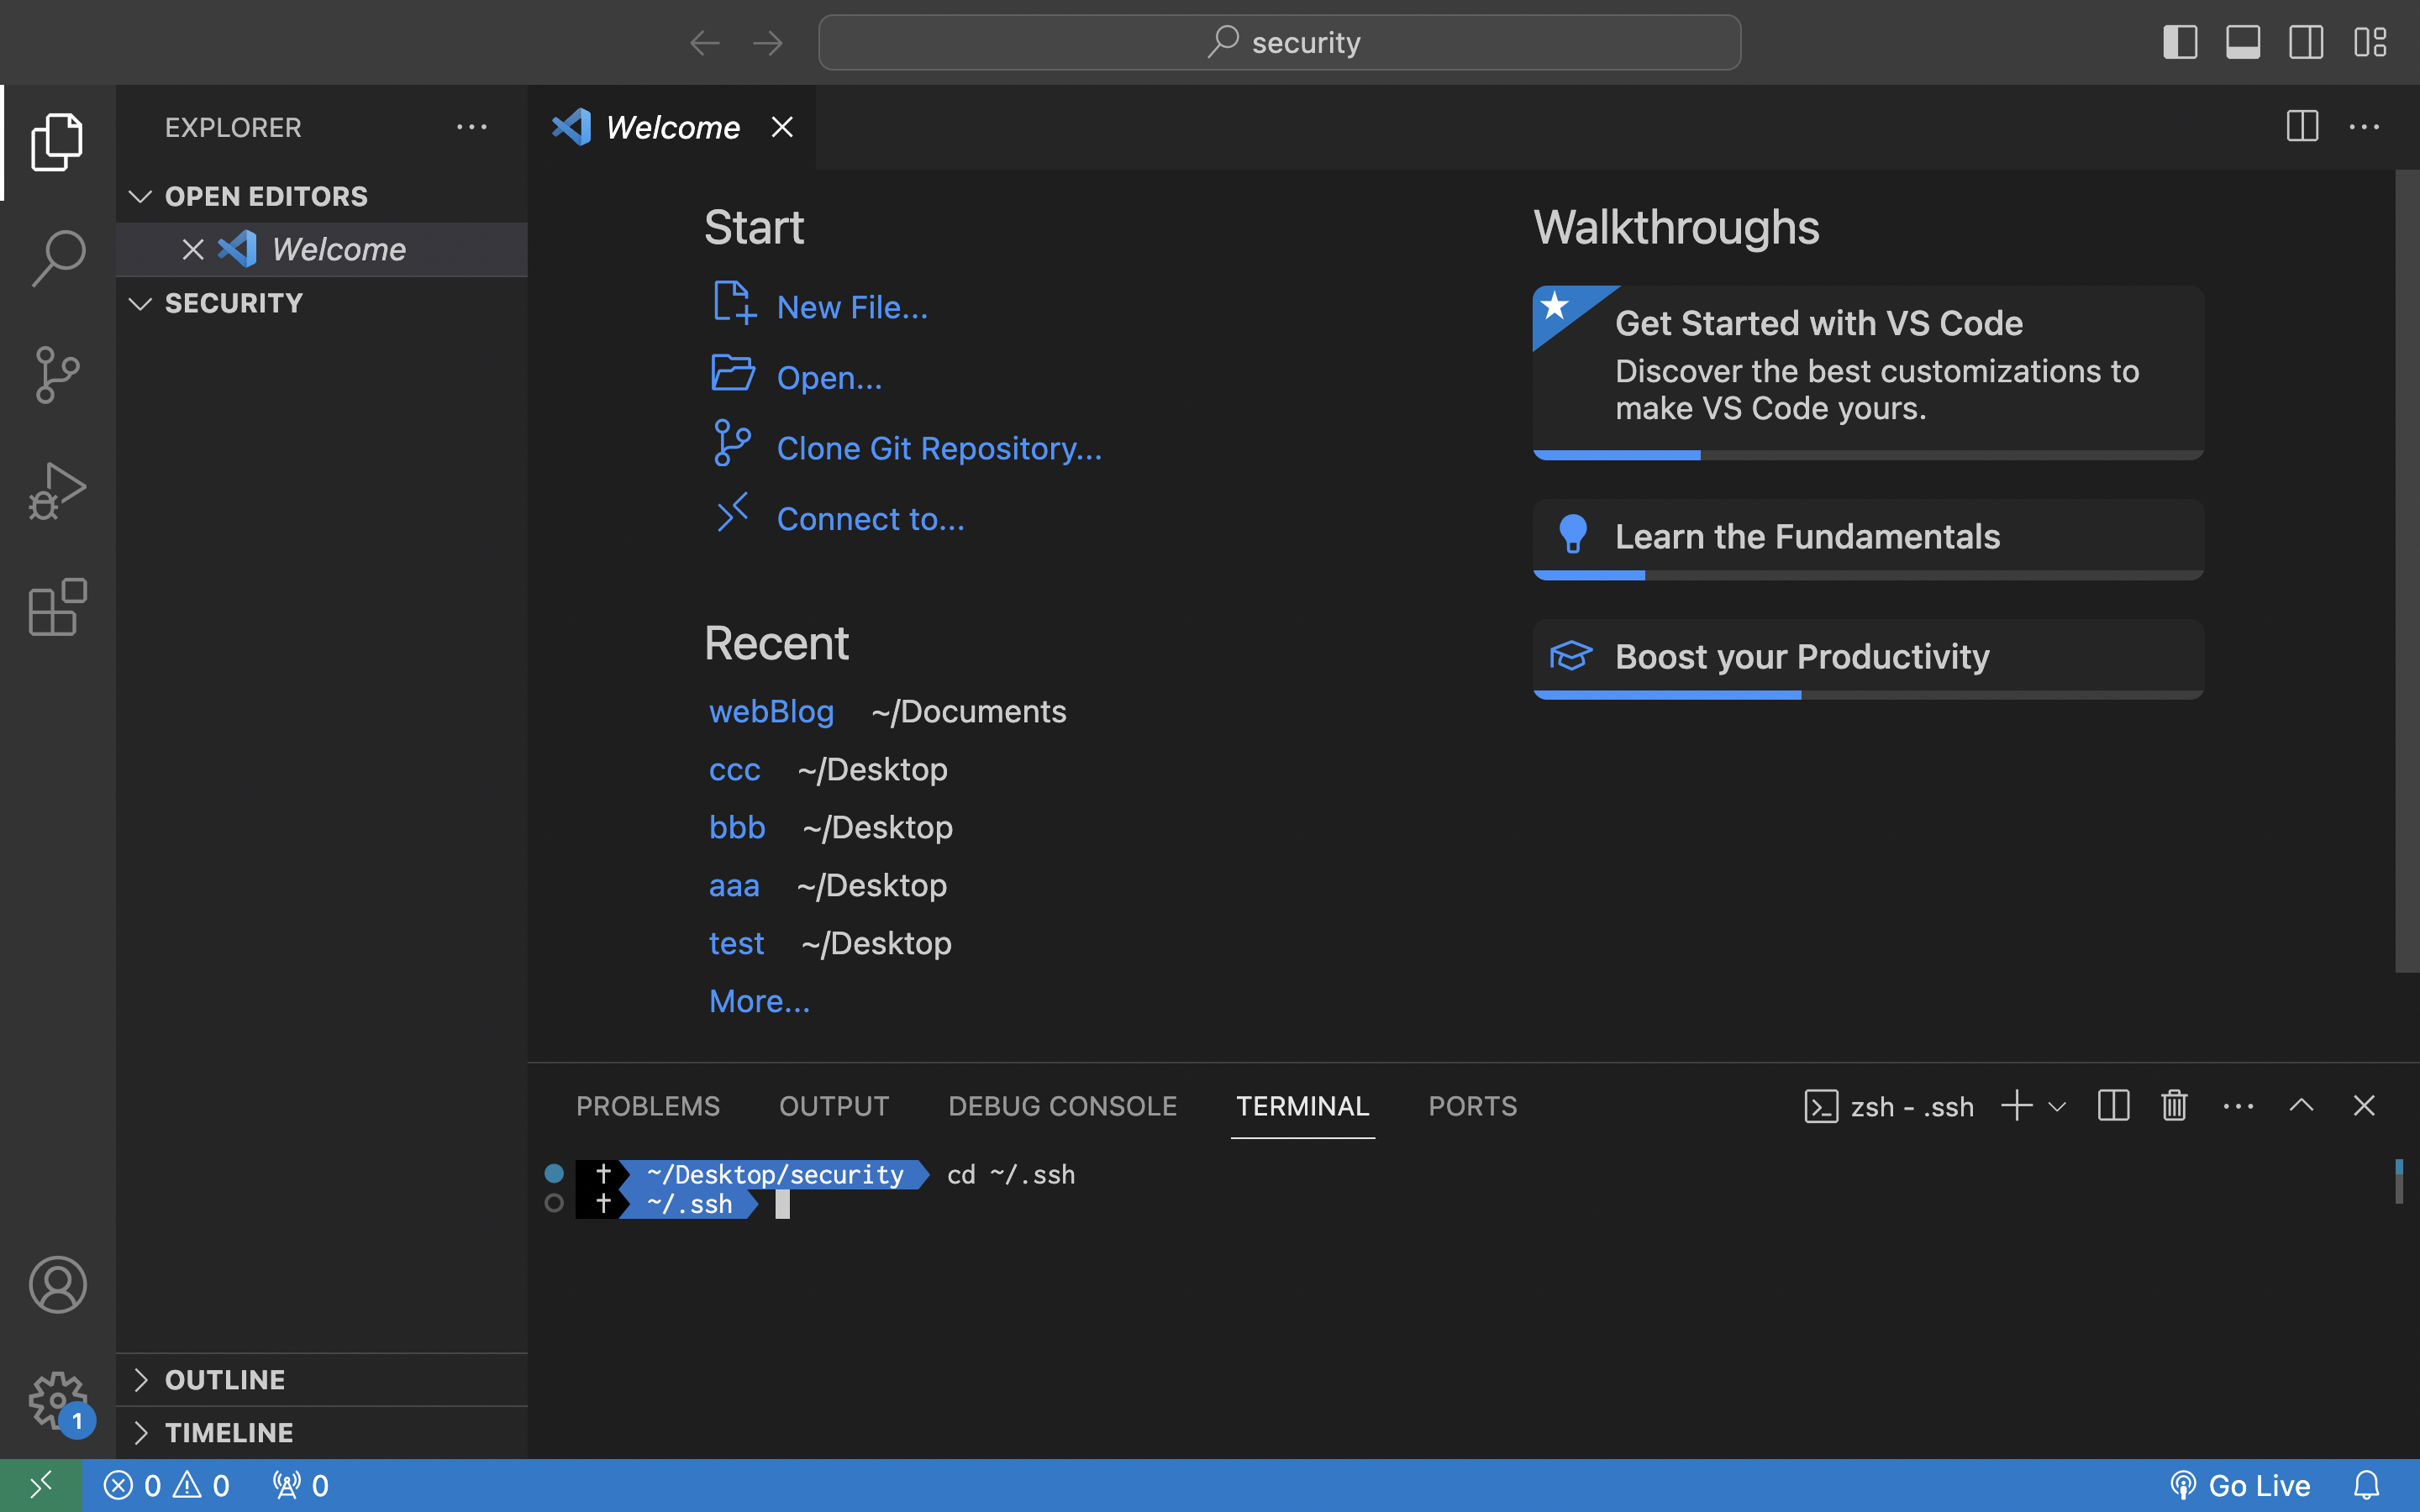 security
EXPLORER
OPEN EDITORS
Welcome
SECURITY
OUTLINE
TIMELINE
Welcome
Start
New File...
Open...
Clone Git Repository...
Connect to...
Recent
webBlog ~/Documents
ccc ~/Desktop
bbb ~/Desktop
aaa ~/Desktop
test ~/Desktop
More...
Walkthroughs
Get Started with VS Code
Discover the best customizations to
make VS Code yours.
Learn the Fundamentals
Boost your Productivity
PROBLEMS OUTPUT DEBUG CONSOLE TERMINAL PORTS zsh - .ssh
† ~/Desktop/security cd ~/.ssh
† ~/.ssh
1
0 0 0 Go Live